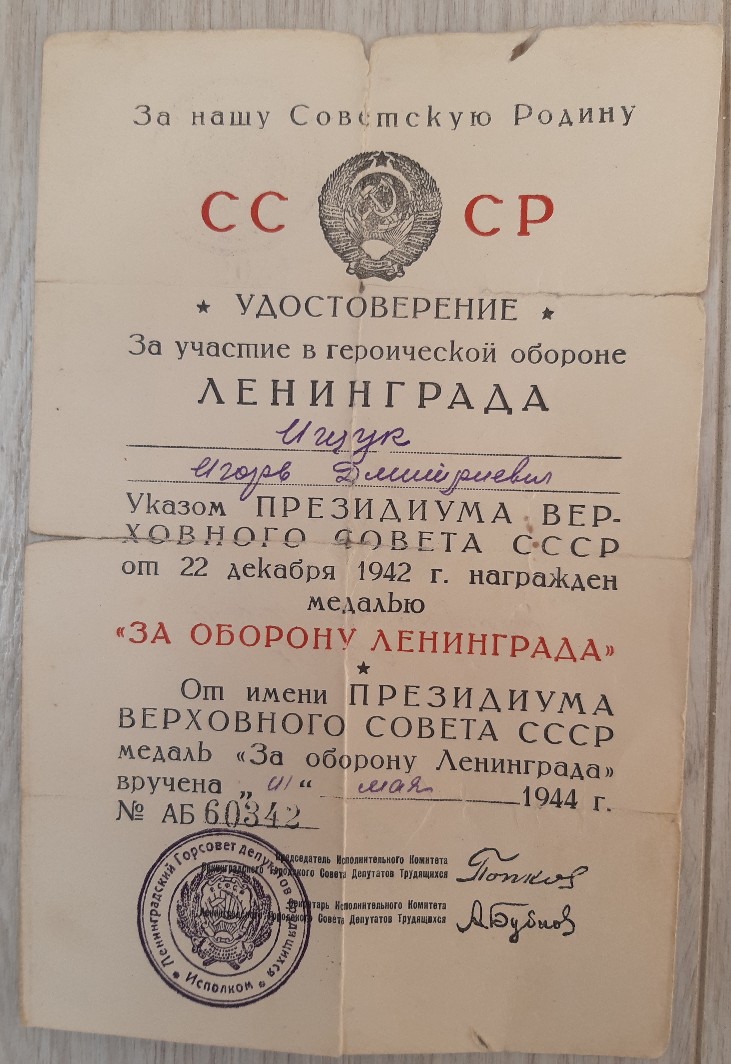 За нашу Советскую Родину
СС СР
★ УДОСТОВЕРЕНИЕ ★
За участие в героической обороне
ЛЕНИНГРАДА
Ищук
Игорь Дмитриевич
Указом ПРЕЗИДИУМА ВЕР-
ХОВНОГО СОВЕТА СССР
от 22 декабря 1942 г. награжден
медалью
«ЗА ОБОРОНУ ЛЕНИНГРАДА»
★
От имени ПРЕЗИДИУМА
ВЕРХОВНОГО СОВЕТА СССР
медаль «За оборону Ленинграда»
вручена „ “ мая 1944 г.
№ АБ 60342
Председатель Исполнительного Комитета
Ленинградского Городского Совета Депутатов Трудящихся
Попков
Секретарь Исполнительного Комитета
Ленинградского Городского Совета Депутатов Трудящихся
А Бубнов
Ленинградский Горсовет депутатов трудящихся
Исполком